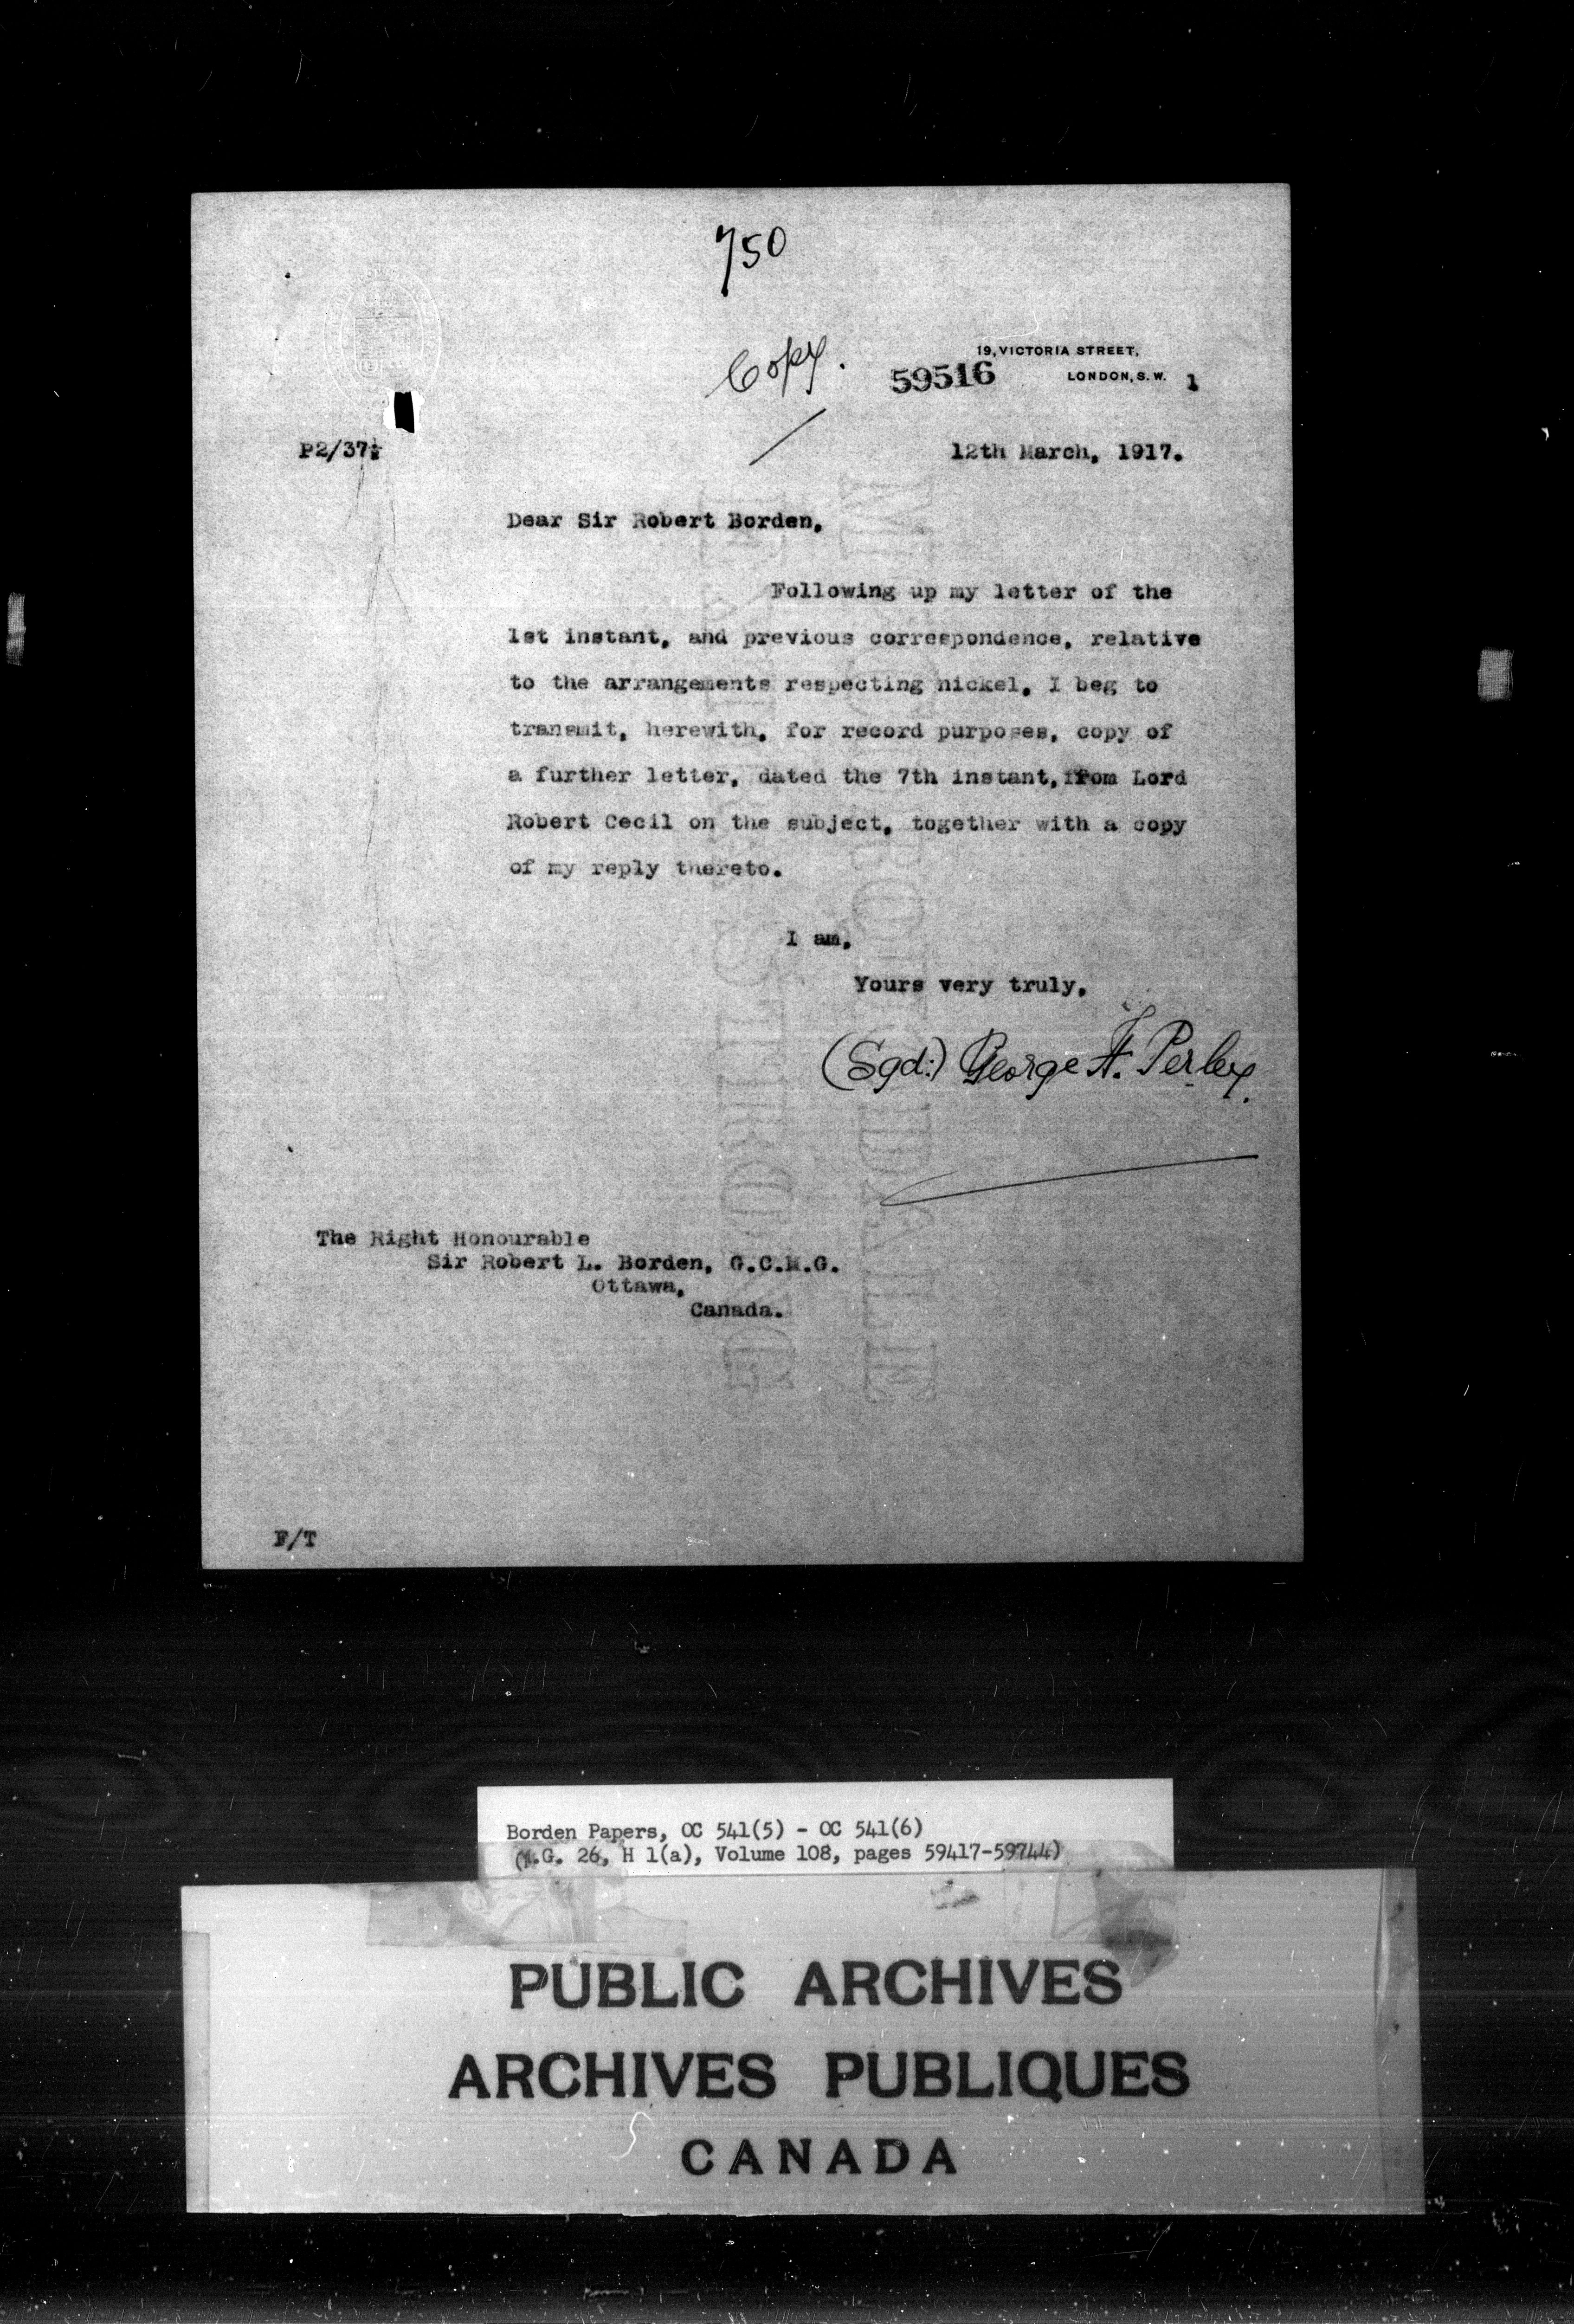 750
Copy.
19, VICTORIA STREET,
59516 LONDON, S.W. 1
P2/37½
12th March, 1917.
Dear Sir Robert Borden,
Following up my letter of the
1st instant, and previous correspondence, relative
to the arrangements respecting nickel, I beg to
transmit, herewith, for record purposes, copy of
a further letter, dated the 7th instant, from Lord
Robert Cecil on the subject, together with a copy
of my reply thereto.
I am,
Yours very truly,
(Sgd:) George H. Perley.
The Right Honourable
Sir Robert L. Borden, G.C.M.G.
Ottawa,
Canada.
F/T
Borden Papers, OC 541(5) - OC 541(6)
(M.G. 26, H 1(a), Volume 108, pages 59417-59744)
PUBLIC ARCHIVES
ARCHIVES PUBLIQUES
CANADA